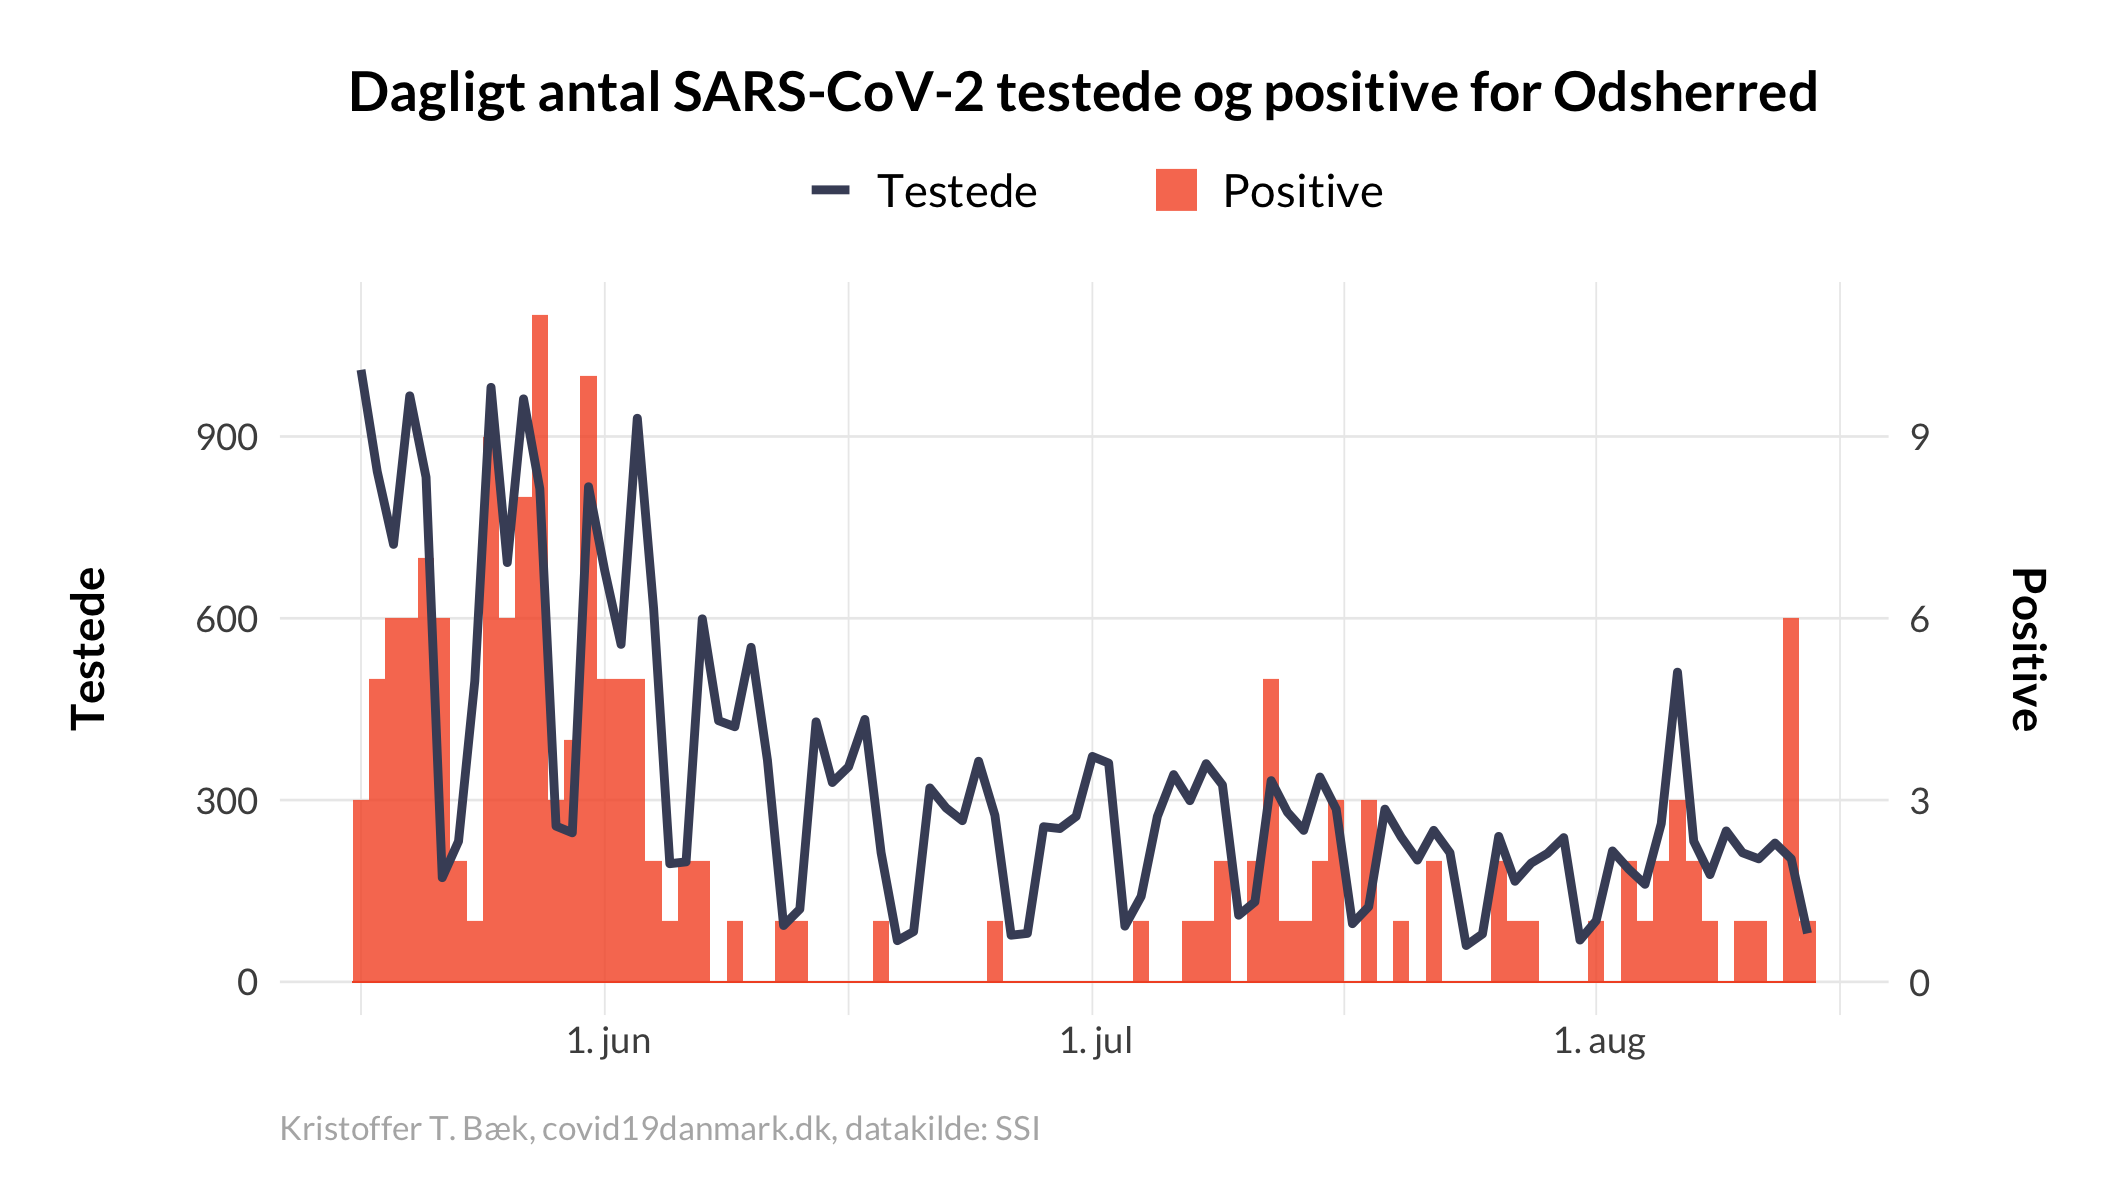 Dagligt antal SARS-CoV-2 testede og positive for Odsherred
Testede
Positive
900
600
300
0
Testede
9
6
3
0
Positive
1. jun
1. jul
1. aug
Kristoffer T. Bæk, covid19danmark.dk, datakilde: SSI